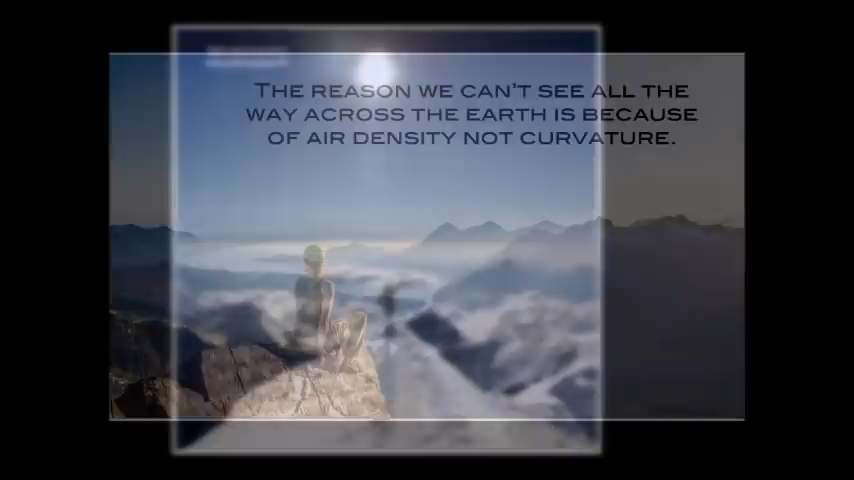 The reason we can't see all the
way across the earth is because
of air density not curvature.